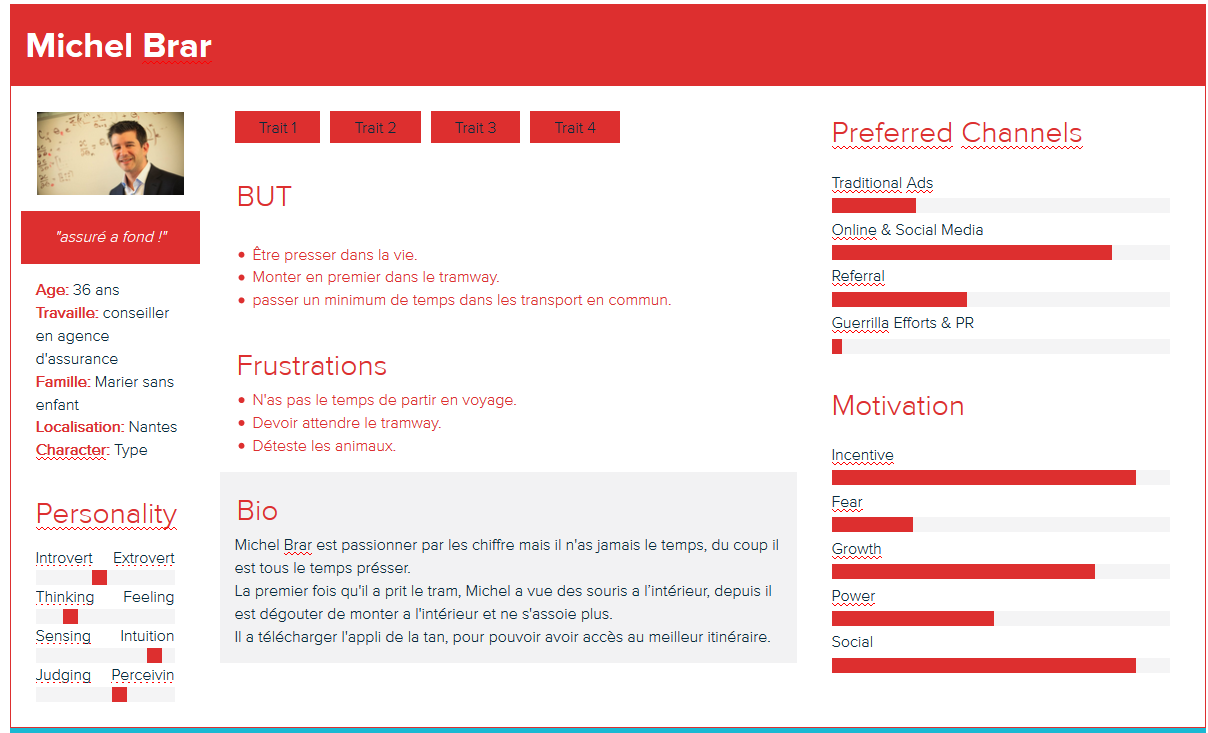 Michel Brar
"assuré a fond !"
Age: 36 ans
Travaille: conseiller
en agence
d'assurance
Famille: Marier sans
enfant
Localisation: Nantes
Character: Type
Personality
Introvert Extrovert
Thinking Feeling
Sensing Intuition
Judging Perceivin
Trait 1 Trait 2 Trait 3 Trait 4
BUT
• Être presser dans la vie.
• Monter en premier dans le tramway.
• passer un minimum de temps dans les transport en commun.
Frustrations
• N'as pas le temps de partir en voyage.
• Devoir attendre le tramway.
• Déteste les animaux.
Bio
Michel Brar est passionner par les chiffre mais il n'as jamais le temps, du coup il
est tous le temps présser.
La premier fois qu'il a prit le tram, Michel a vue des souris a l’intérieur, depuis il
est dégouter de monter a l'intérieur et ne s'assoie plus.
Il a télécharger l'appli de la tan, pour pouvoir avoir accès au meilleur itinéraire.
Preferred Channels
Traditional Ads
Online & Social Media
Referral
Guerrilla Efforts & PR
Motivation
Incentive
Fear
Growth
Power
Social